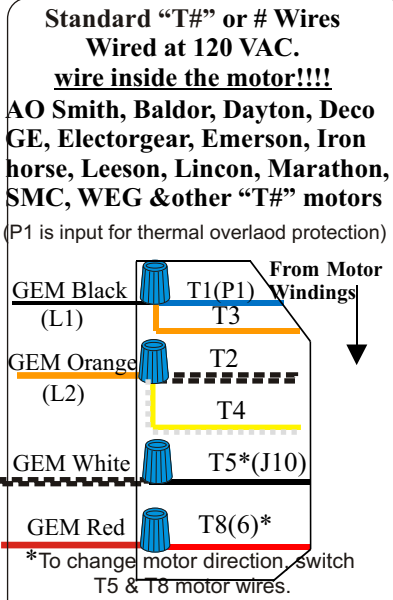 Standard “T#” or # Wires
Wired at 120 VAC.
wire inside the motor!!!!
AO Smith, Baldor, Dayton, Deco
GE, Electorgear, Emerson, Iron
horse, Leeson, Lincon, Marathon,
SMC, WEG &other “T#” motors
(P1 is input for thermal overlaod protection)
From Motor
Windings
GEM Black
T1(P1)
(L1)
T3
GEM Orange
T2
(L2)
T4
GEM White
T5*(J10)
GEM Red
T8(6)*
*To change motor direction, switch
T5 & T8 motor wires.